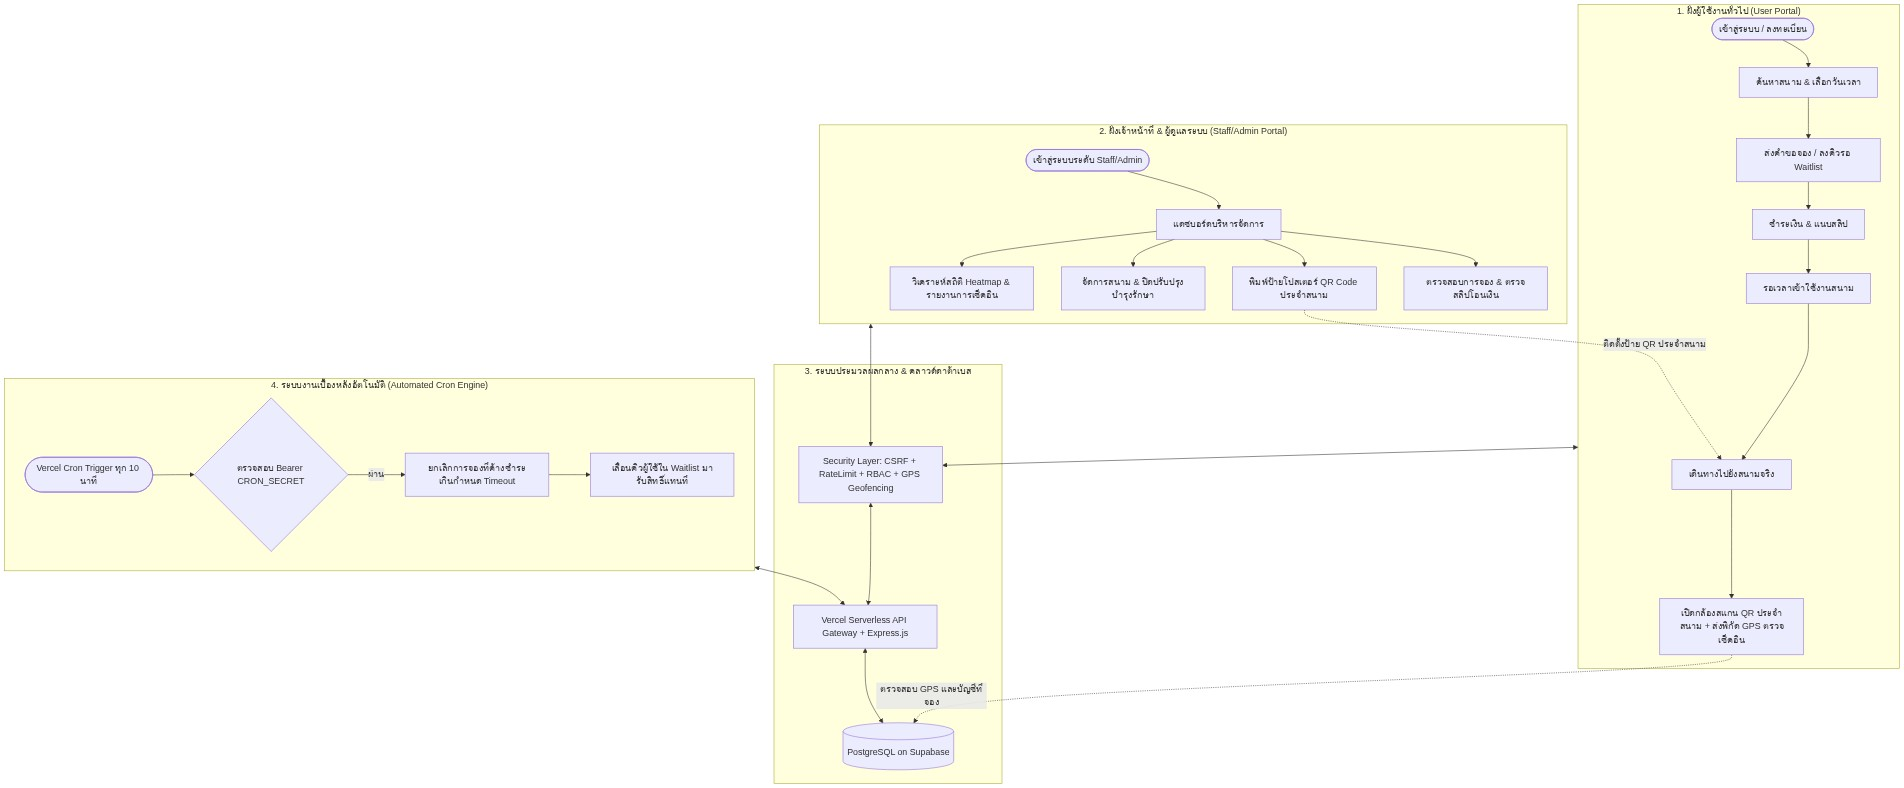 1. ฝั่งผู้ใช้งานทั่วไป (User Portal)
เข้าสู่ระบบ / ลงทะเบียน
ค้นหาสนาม & เลือกวันเวลา
ส่งคำขอจอง / ลงคิวรอ
Waitlist
ชำระเงิน & แนบสลิป
รอเวลาเข้าใช้งานสนาม
ติดตั้งป้าย QR ประจำสนาม
เดินทางไปยังสนามจริง
เปิดกล้องสแกน QR ประจำ
สนาม + ส่งพิกัด GPS ตรวจ
เช็คอิน
2. ฝั่งเจ้าหน้าที่ & ผู้ดูแลระบบ (Staff/Admin Portal)
เข้าสู่ระบบระดับ Staff/Admin
แดชบอร์ดบริหารจัดการ
วิเคราะห์สถิติ Heatmap &
รายงานการเช็คอิน
จัดการสนาม & ปิดปรับปรุง
บำรุงรักษา
พิมพ์ป้ายโปสเตอร์ QR Code
ประจำสนาม
ตรวจสอบการจอง & ตรวจ
สลิปโอนเงิน
3. ระบบประมวลผลกลาง & คลาวด์ดาต้าเบส
Security Layer: CSRF +
RateLimit + RBAC + GPS
Geofencing
Vercel Serverless API
Gateway + Express.js
ตรวจสอบ GPS และบัญชีที่
จอง
PostgreSQL on Supabase
4. ระบบงานเบื้องหลังอัตโนมัติ (Automated Cron Engine)
Vercel Cron Trigger ทุก 10
นาที
ตรวจสอบ Bearer
CRON_SECRET
ผ่าน
ยกเลิกการจองที่ค้างชำระ
เกินกำหนด Timeout
เลื่อนคิวผู้ใช้ใน Waitlist มา
รับสิทธิ์แทนที่